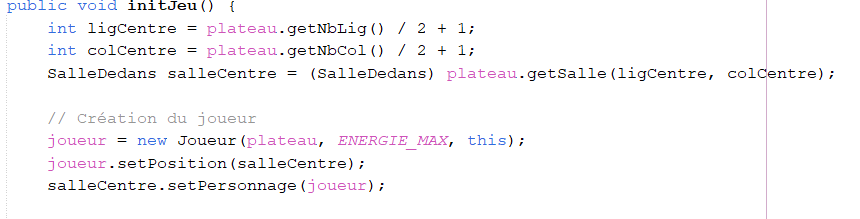 public void initJeu() {
int ligCentre = plateau.getNbLig() / 2 + 1;
int colCentre = plateau.getNbCol() / 2 + 1;
SalleDedans salleCentre = (SalleDedans) plateau.getSalle(ligCentre, colCentre);
// Création du joueur
joueur = new Joueur(plateau, ENERGIE_MAX, this);
joueur.setPosition(salleCentre);
salleCentre.setPersonnage(joueur);